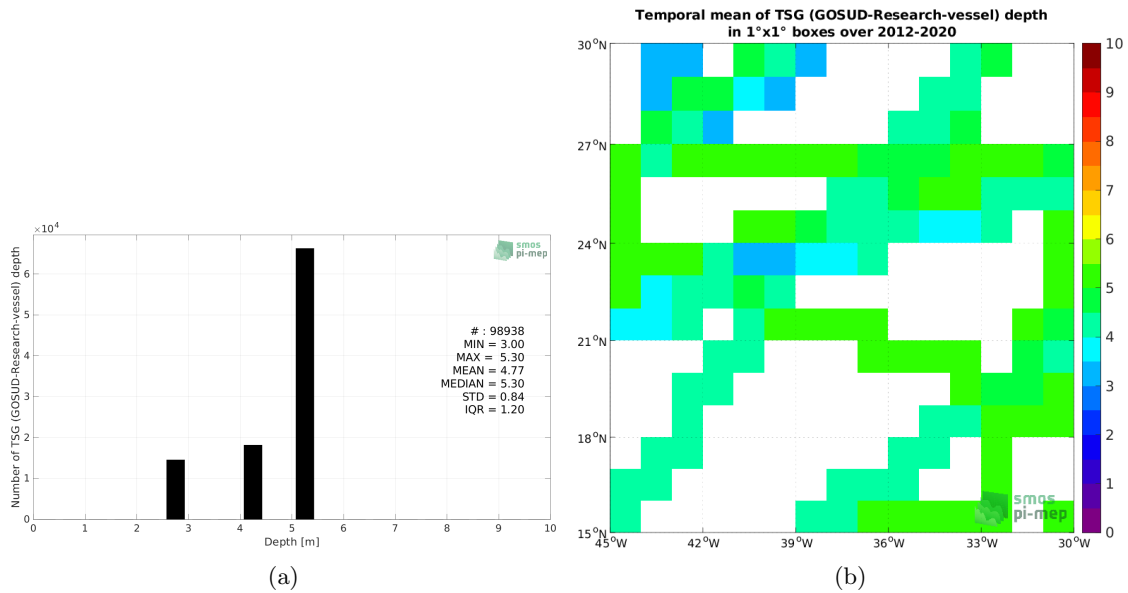 ×10⁴
Number of TSG (GOSUD-Research-vessel) depth
6
5
4
3
2
1
0
0 1 2 3 4 5 6 7 8 9 10
Depth [m]
smos
pi-mep
# : 98938
MIN = 3.00
MAX = 5.30
MEAN = 4.77
MEDIAN = 5.30
STD = 0.84
IQR = 1.20
(a)
Temporal mean of TSG (GOSUD-Research-vessel) depth
in 1°x1° boxes over 2012-2020
30°N
27°N
24°N
21°N
18°N
15°N
45°W 42°W 39°W 36°W 33°W 30°W
smos
pi-mep
10
9
8
7
6
5
4
3
2
1
0
(b)